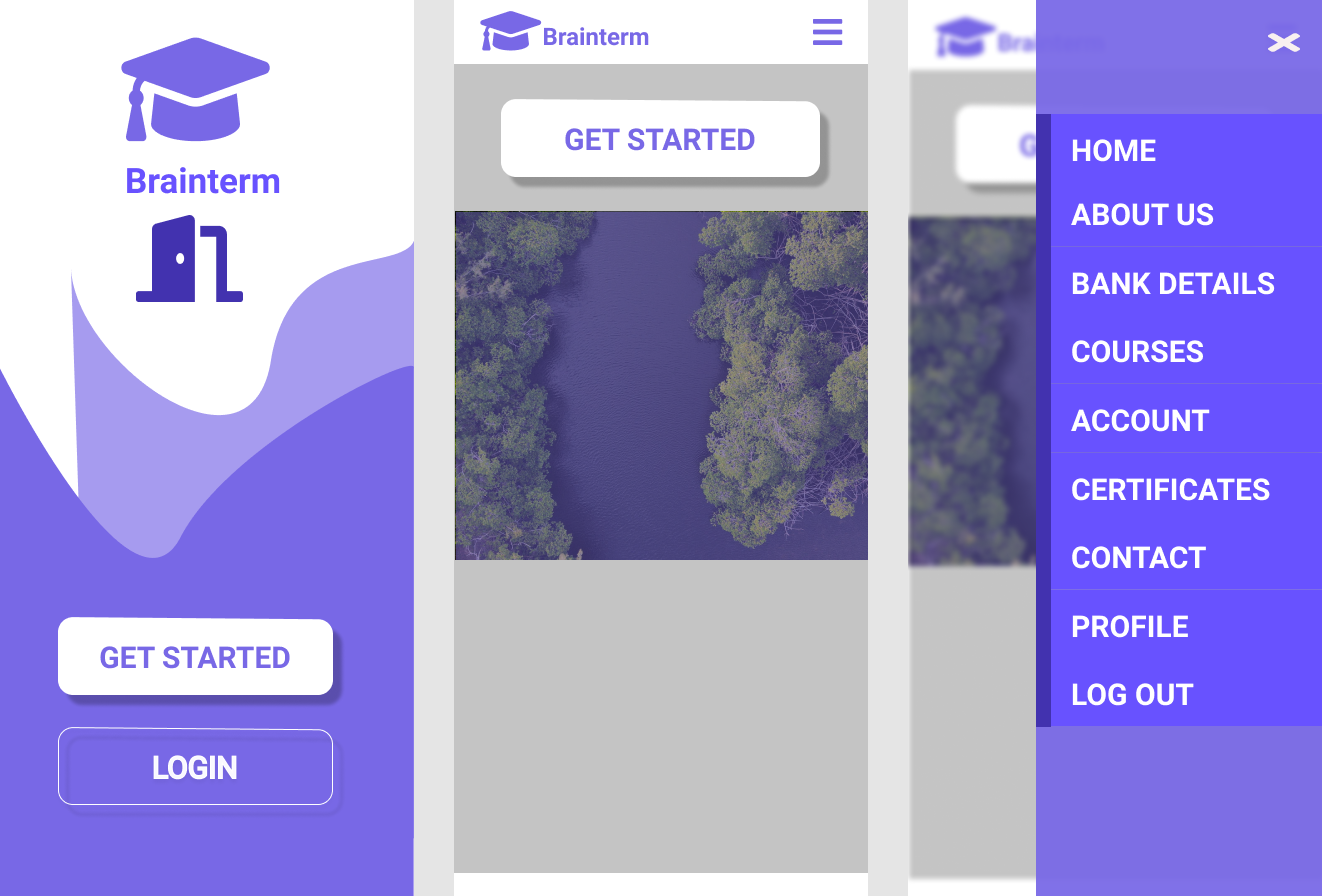 Brainterm
GET STARTED
LOGIN
Brainterm
GET STARTED
Brainterm
G
HOME
ABOUT US
BANK DETAILS
COURSES
ACCOUNT
CERTIFICATES
CONTACT
PROFILE
LOG OUT